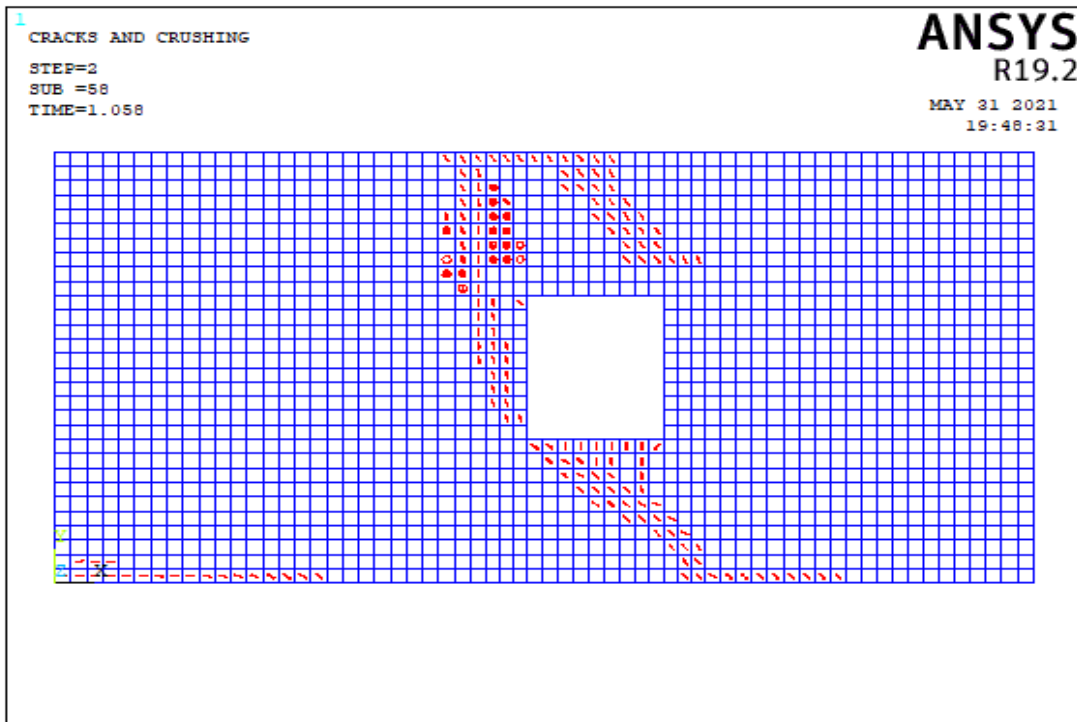 1
CRACKS AND CRUSHING
STEP=2
SUB =58
TIME=1.058
ANSYS
R19.2
MAY 31 2021
19:48:31
Y
Z X